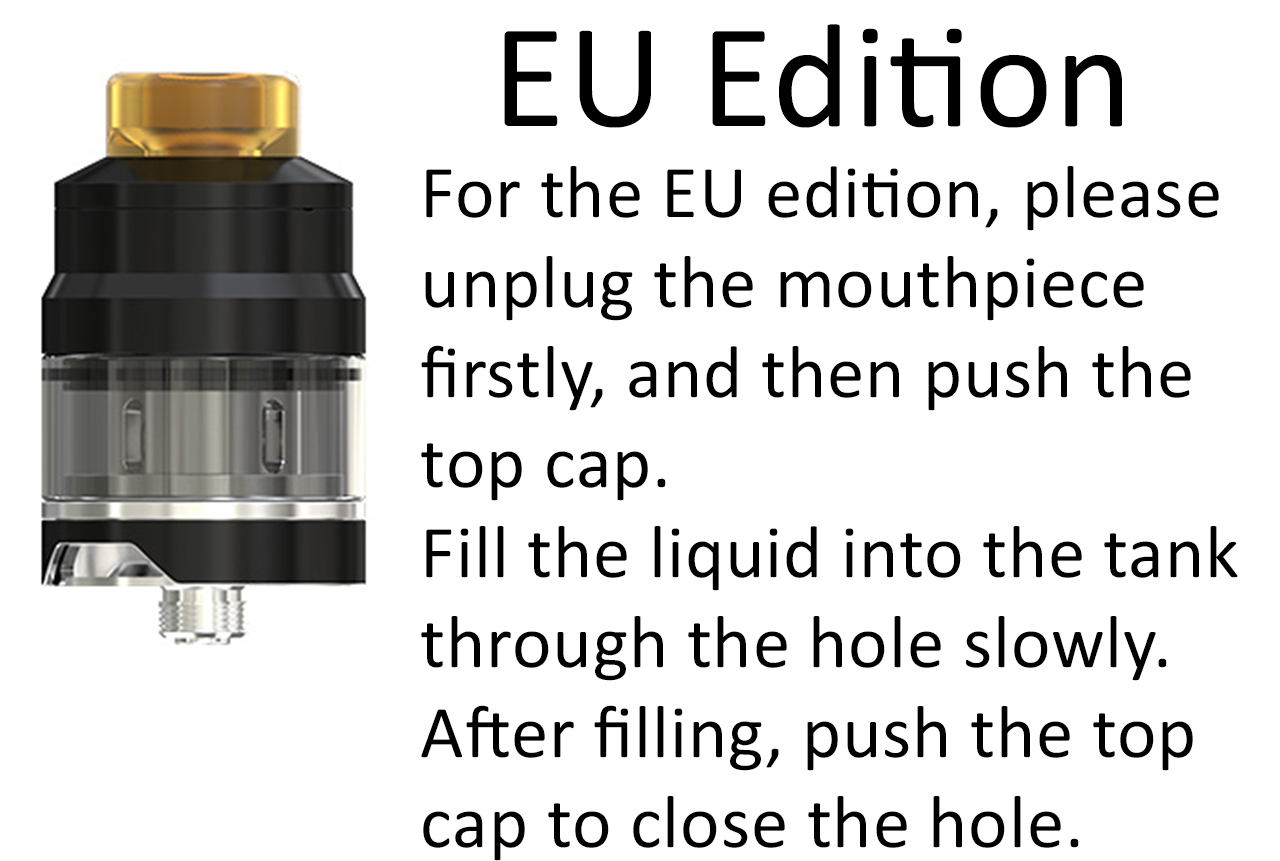 EU Edition
For the EU edition, please
unplug the mouthpiece
firstly, and then push the
top cap.
Fill the liquid into the tank
through the hole slowly.
After filling, push the top
cap to close the hole.